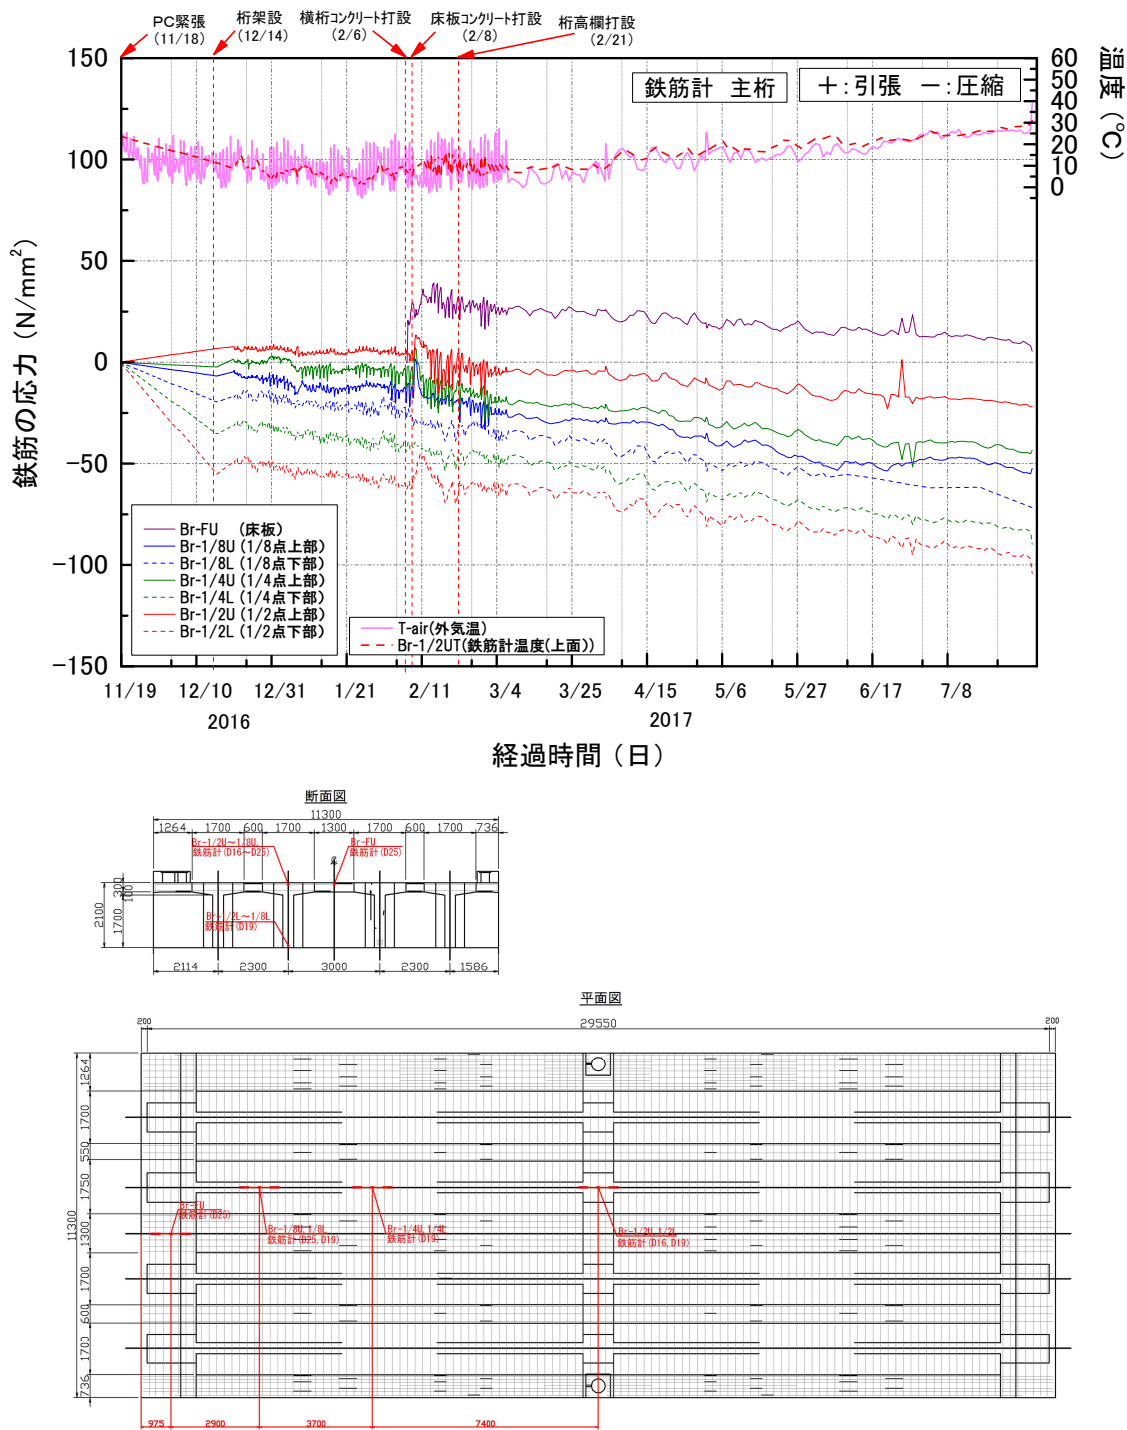 PC緊張
(11/18)
桁架設
(12/14)
横桁コンクリート打設
(2/6)
床板コンクリート打設
(2/8)
桁高欄打設
(2/21)
鉄筋計 主桁
＋:引張 －:圧縮
150
100
50
0
−50
−100
−150
鉄筋の応力（N/mm²）
60
50
40
30
20
10
0
温度（℃）
Br-FU （床板）
Br-1/8U（1/8点上部）
Br-1/8L（1/8点下部）
Br-1/4U（1/4点上部）
Br-1/4L（1/4点下部）
Br-1/2U（1/2点上部）
Br-1/2L（1/2点下部）
T-air(外気温)
Br-1/2UT(鉄筋計温度(上面))
11/19 12/10 12/31 1/21 2/11 3/4 3/25 4/15 5/6 5/27 6/17 7/8
2016 2017
経過時間（日）
断面図
11300
1264 1700 600 1700 1300 1700 600 1700 736
Br-1/2U～1/8U
鉄筋計(D16～D25)
Br-FU
鉄筋計(D25)
Br-1/2L～1/8L
鉄筋計(D19)
2100
300
100
1700
2114 2300 3000 2300 1586
平面図
200 29550 200
11300
1264
1700
550
1750
1300
1700
600
1700
736
Br-FU
鉄筋計(D25)
Br-1/8U,1/8L
鉄筋計(D25,D19)
Br-1/4U,1/4L
鉄筋計(D19)
Br-1/2U,1/2L
鉄筋計(D16,D19)
975 2900 3700 7400